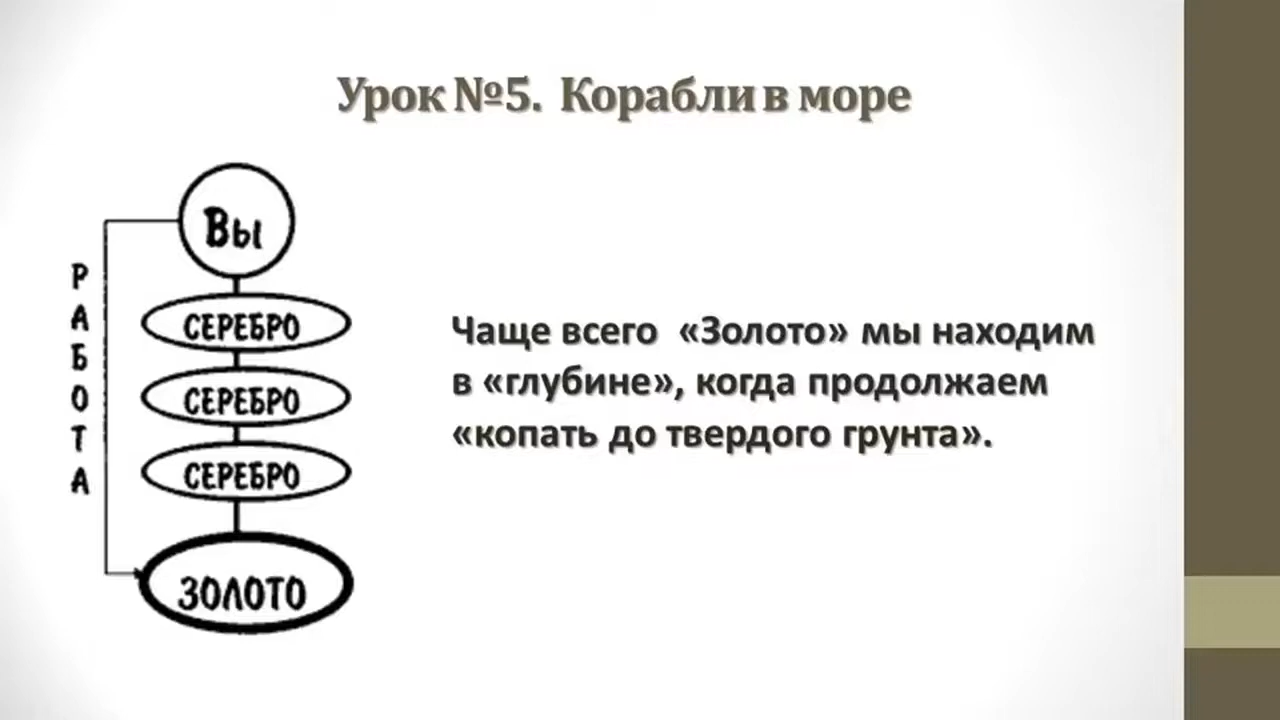 Урок №5. Корабли в море
Вы
РАБОТА
СЕРЕБРО
СЕРЕБРО
СЕРЕБРО
ЗОЛОТО
Чаще всего «Золото» мы находим
в «глубине», когда продолжаем
«копать до твердого грунта».